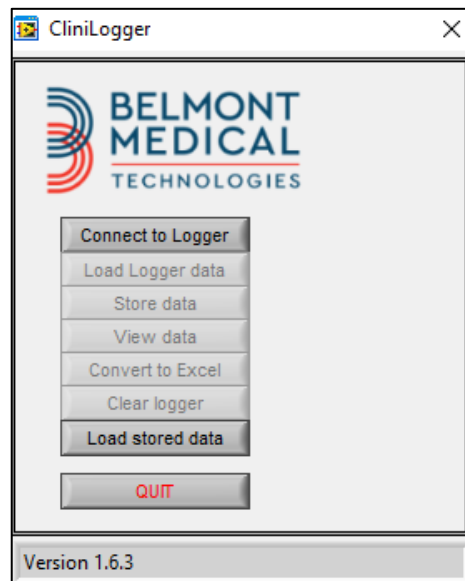 CliniLogger
BELMONT
MEDICAL
TECHNOLOGIES
Connect to Logger
Load Logger data
Store data
View data
Convert to Excel
Clear logger
Load stored data
QUIT
Version 1.6.3